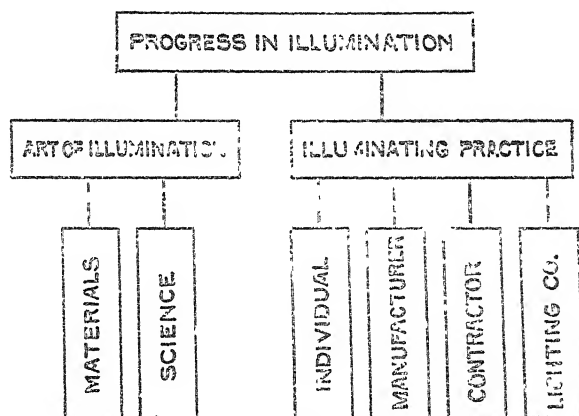 PROGRESS IN ILLUMINATION
ART OF ILLUMINATION
ILLUMINATING PRACTICE
MATERIALS
SCIENCE
INDIVIDUAL
MANUFACTURER
CONTRACTOR
LIGHTING CO.